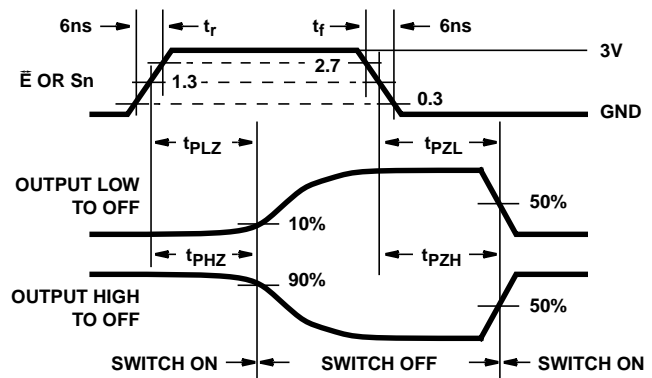 6ns tr tf 6ns
3V
2.7
Ē OR Sn 1.3
0.3
GND
tPLZ tPZL
OUTPUT LOW
TO OFF
50%
10%
tPHZ tPZH
90%
OUTPUT HIGH
TO OFF
50%
SWITCH ON SWITCH OFF SWITCH ON